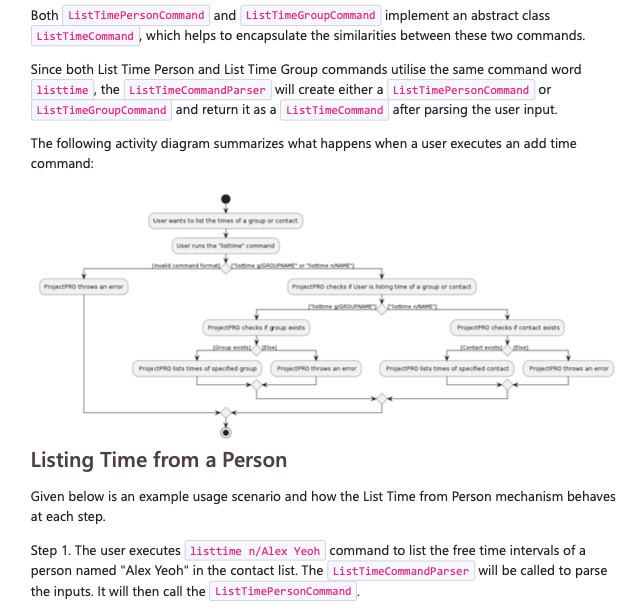 Both ListTimePersonCommand and ListTimeGroupCommand implement an abstract class
ListTimeCommand, which helps to encapsulate the similarities between these two commands.
Since both List Time Person and List Time Group commands utilise the same command word
listtime, the ListTimeCommandParser will create either a ListTimePersonCommand or
ListTimeGroupCommand and return it as a ListTimeCommand after parsing the user input.
The following activity diagram summarizes what happens when a user executes an add time
command:
User wants to list the times of a group or contact
User runs the "listtime" command
[Invalid command format] ["listtime g/GROUPNAME" or "listtime n/NAME"]
ProjectPRO throws an error
ProjectPRO checks if User is listing time of a group or contact
["listtime g/GROUPNAME"] ["listtime n/NAME"]
ProjectPRO checks if group exists
ProjectPRO checks if contact exists
[Group exists] [Else]
[Contact exists] [Else]
ProjectPRO lists times of specified group
ProjectPRO throws an error
ProjectPRO lists times of specified contact
ProjectPRO throws an error
Listing Time from a Person
Given below is an example usage scenario and how the List Time from Person mechanism behaves
at each step.
Step 1. The user executes listtime n/Alex Yeoh command to list the free time intervals of a
person named "Alex Yeoh" in the contact list. The ListTimeCommandParser will be called to parse
the inputs. It will then call the ListTimePersonCommand.